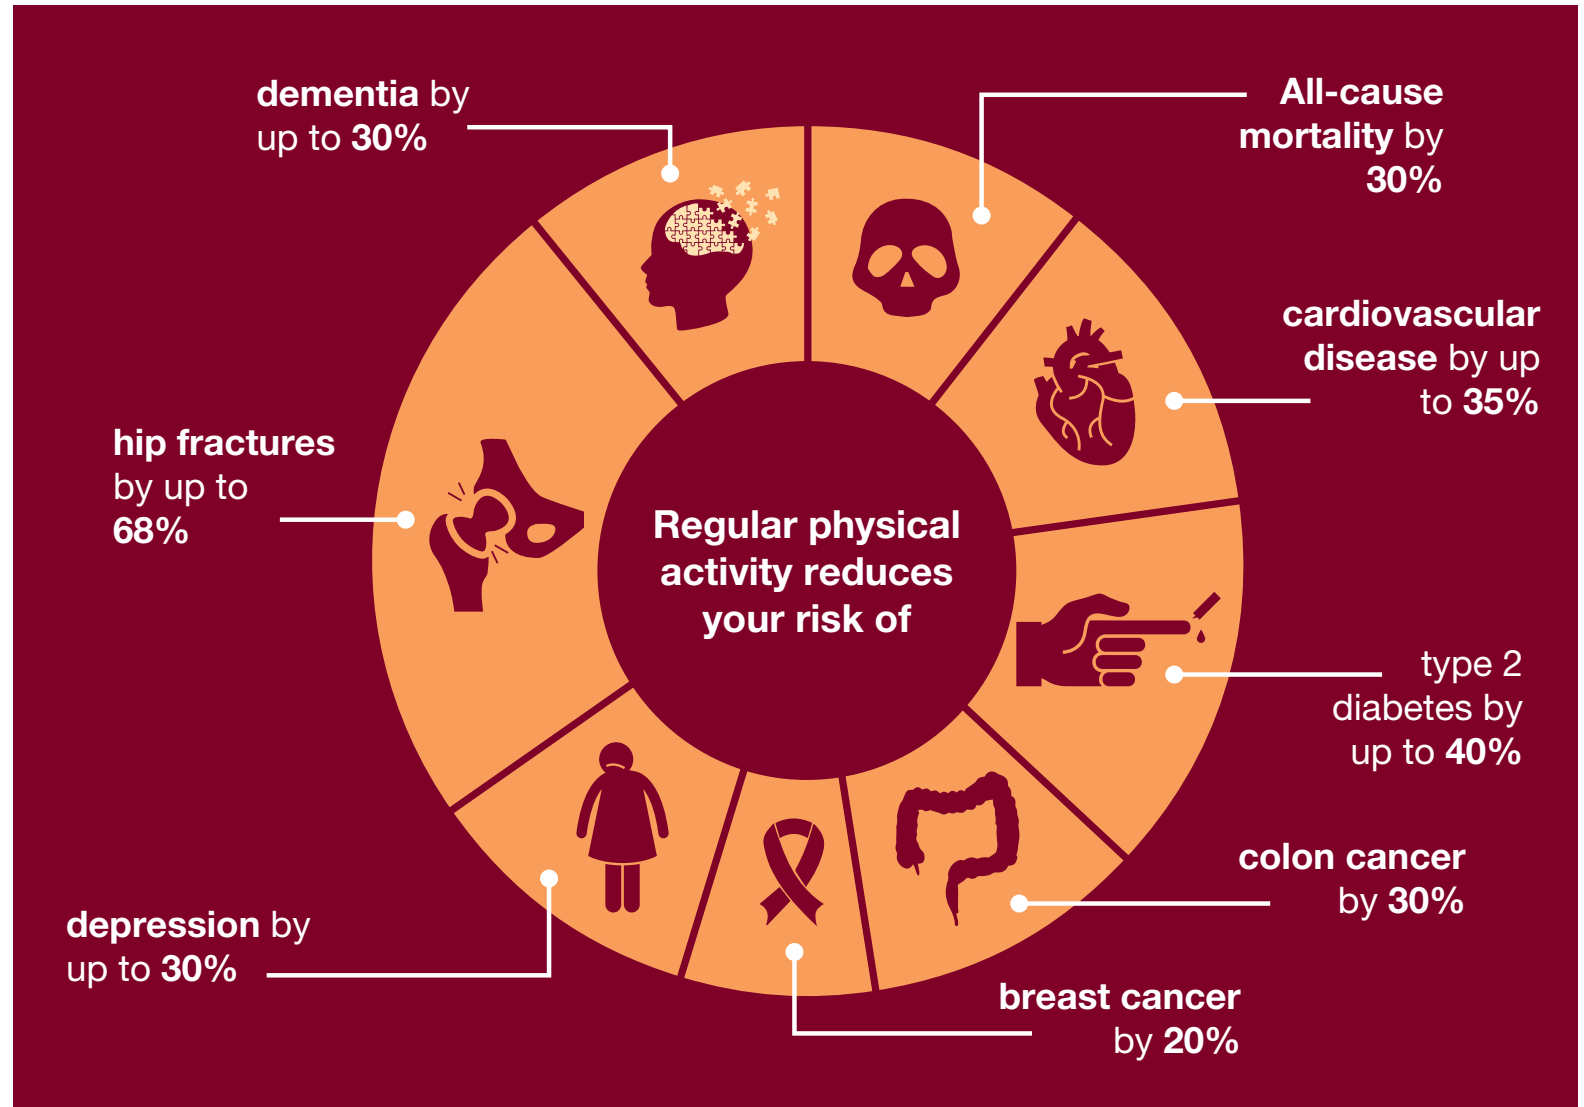 Regular physical
activity reduces
your risk of
All-cause
mortality by
30%
cardiovascular
disease by up
to 35%
type 2
diabetes by
up to 40%
colon cancer
by 30%
breast cancer
by 20%
depression by
up to 30%
hip fractures
by up to
68%
dementia by
up to 30%